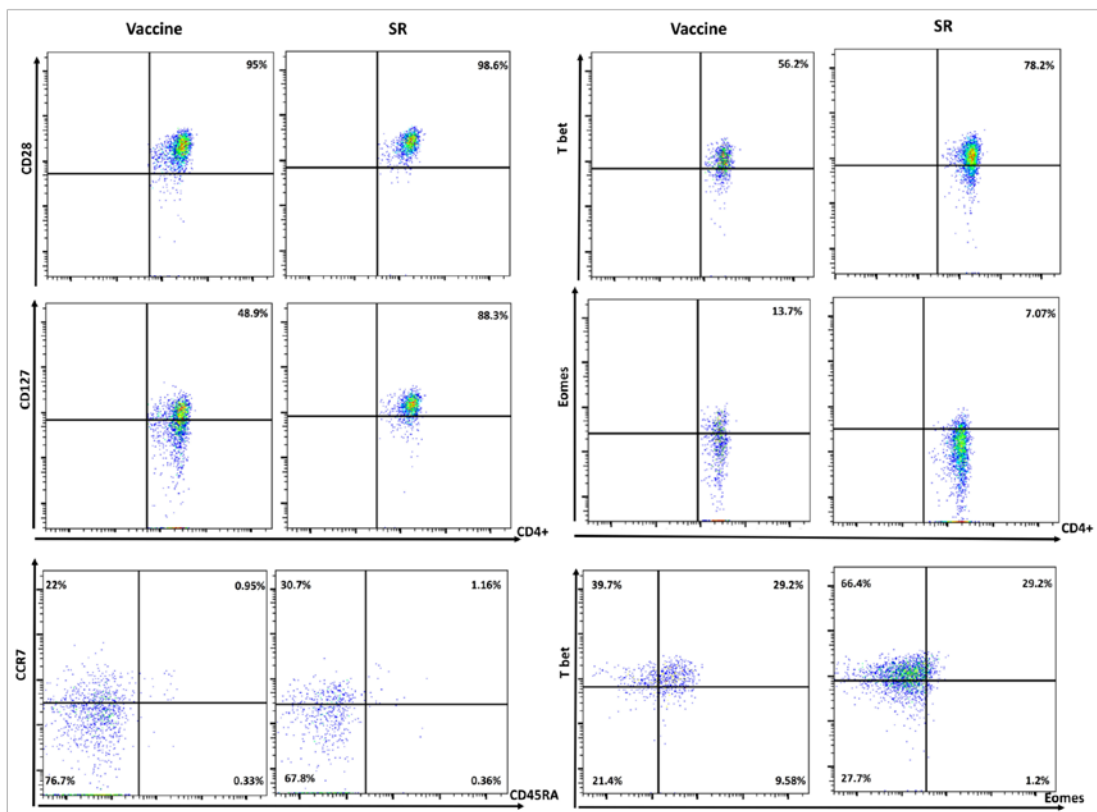 Vaccine SR Vaccine SR
95% 98.6% 56.2% 78.2%
CD28 T bet
48.9% 88.3% 13.7% 7.07%
CD127 Eomes
CD4+ CD4+
22% 0.95% 30.7% 1.16% 39.7% 29.2% 66.4% 29.2%
CCR7 T bet
76.7% 0.33% 67.8% 0.36% 21.4% 9.58% 27.7% 1.2%
CD45RA Eomes